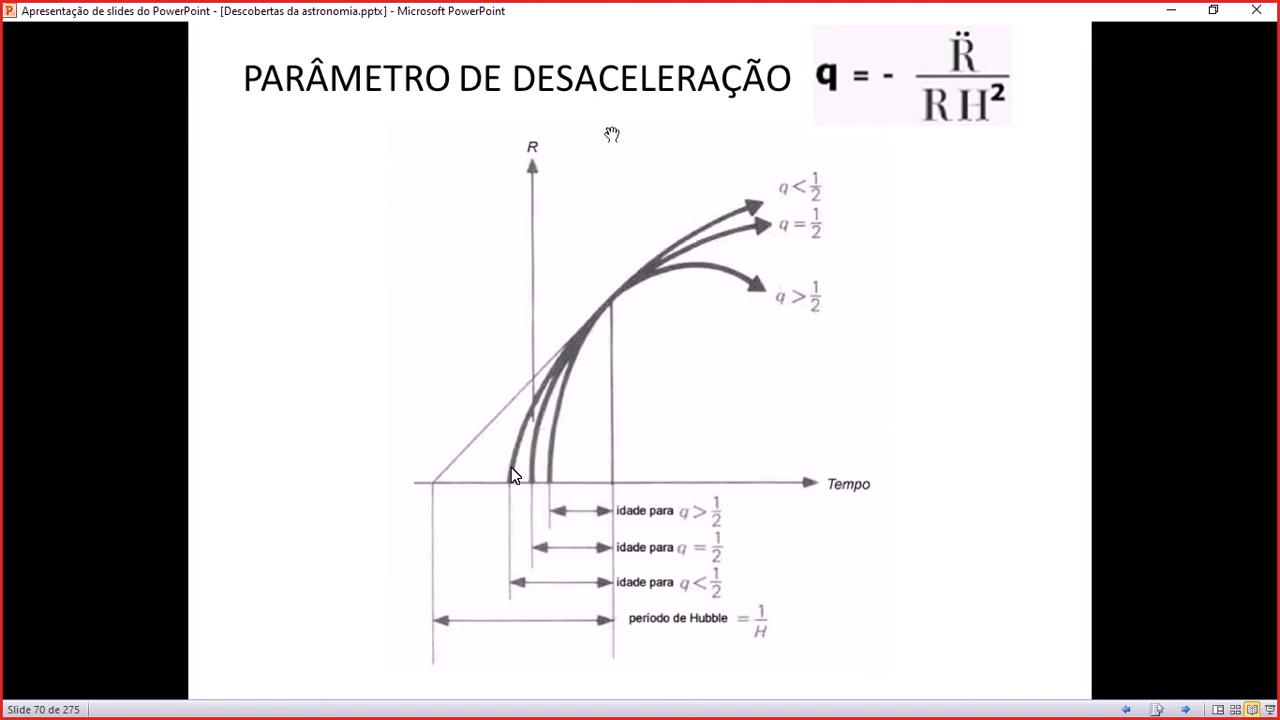 Apresentação de slides do PowerPoint - [Descobertas da astronomia.pptx] - Microsoft PowerPoint
PARÂMETRO DE DESACELERAÇÃO
q = - R̈ / R H²
R
q < 1/2
q = 1/2
q > 1/2
Tempo
idade para q > 1/2
idade para q = 1/2
idade para q < 1/2
período de Hubble = 1/H
Slide 70 de 275